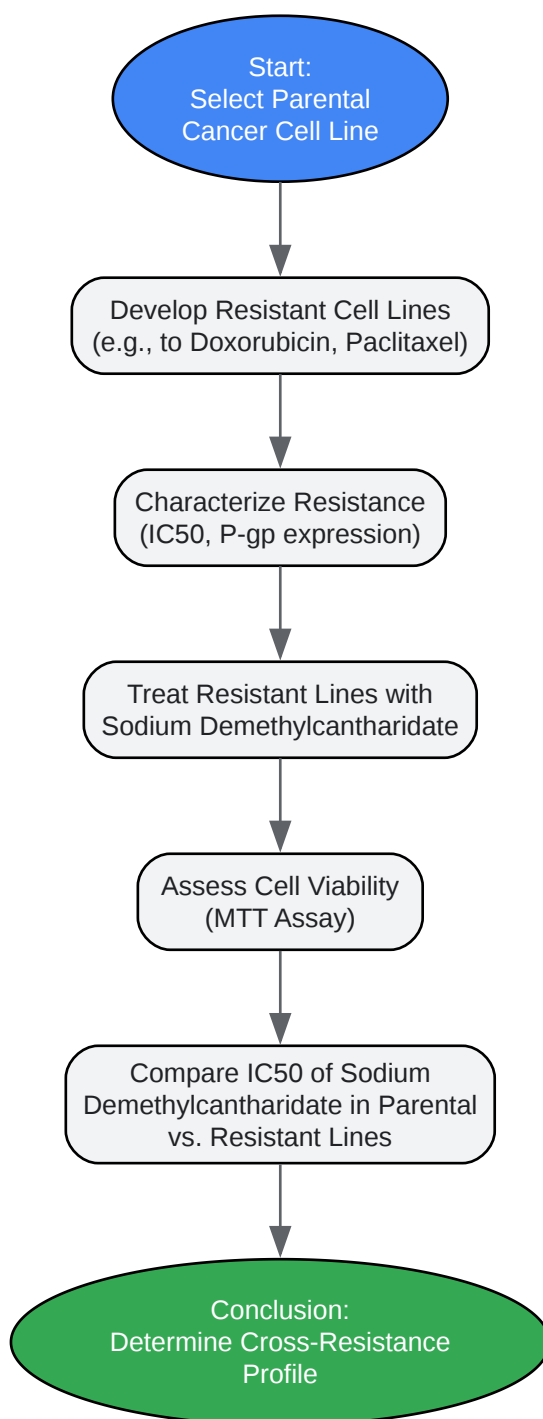 Start:
Select Parental
Cancer Cell Line
Develop Resistant Cell Lines
(e.g., to Doxorubicin, Paclitaxel)
Characterize Resistance
(IC50, P-gp expression)
Treat Resistant Lines with
Sodium Demethylcantharidate
Assess Cell Viability
(MTT Assay)
Compare IC50 of Sodium
Demethylcantharidate in Parental
vs. Resistant Lines
Conclusion:
Determine Cross-Resistance
Profile